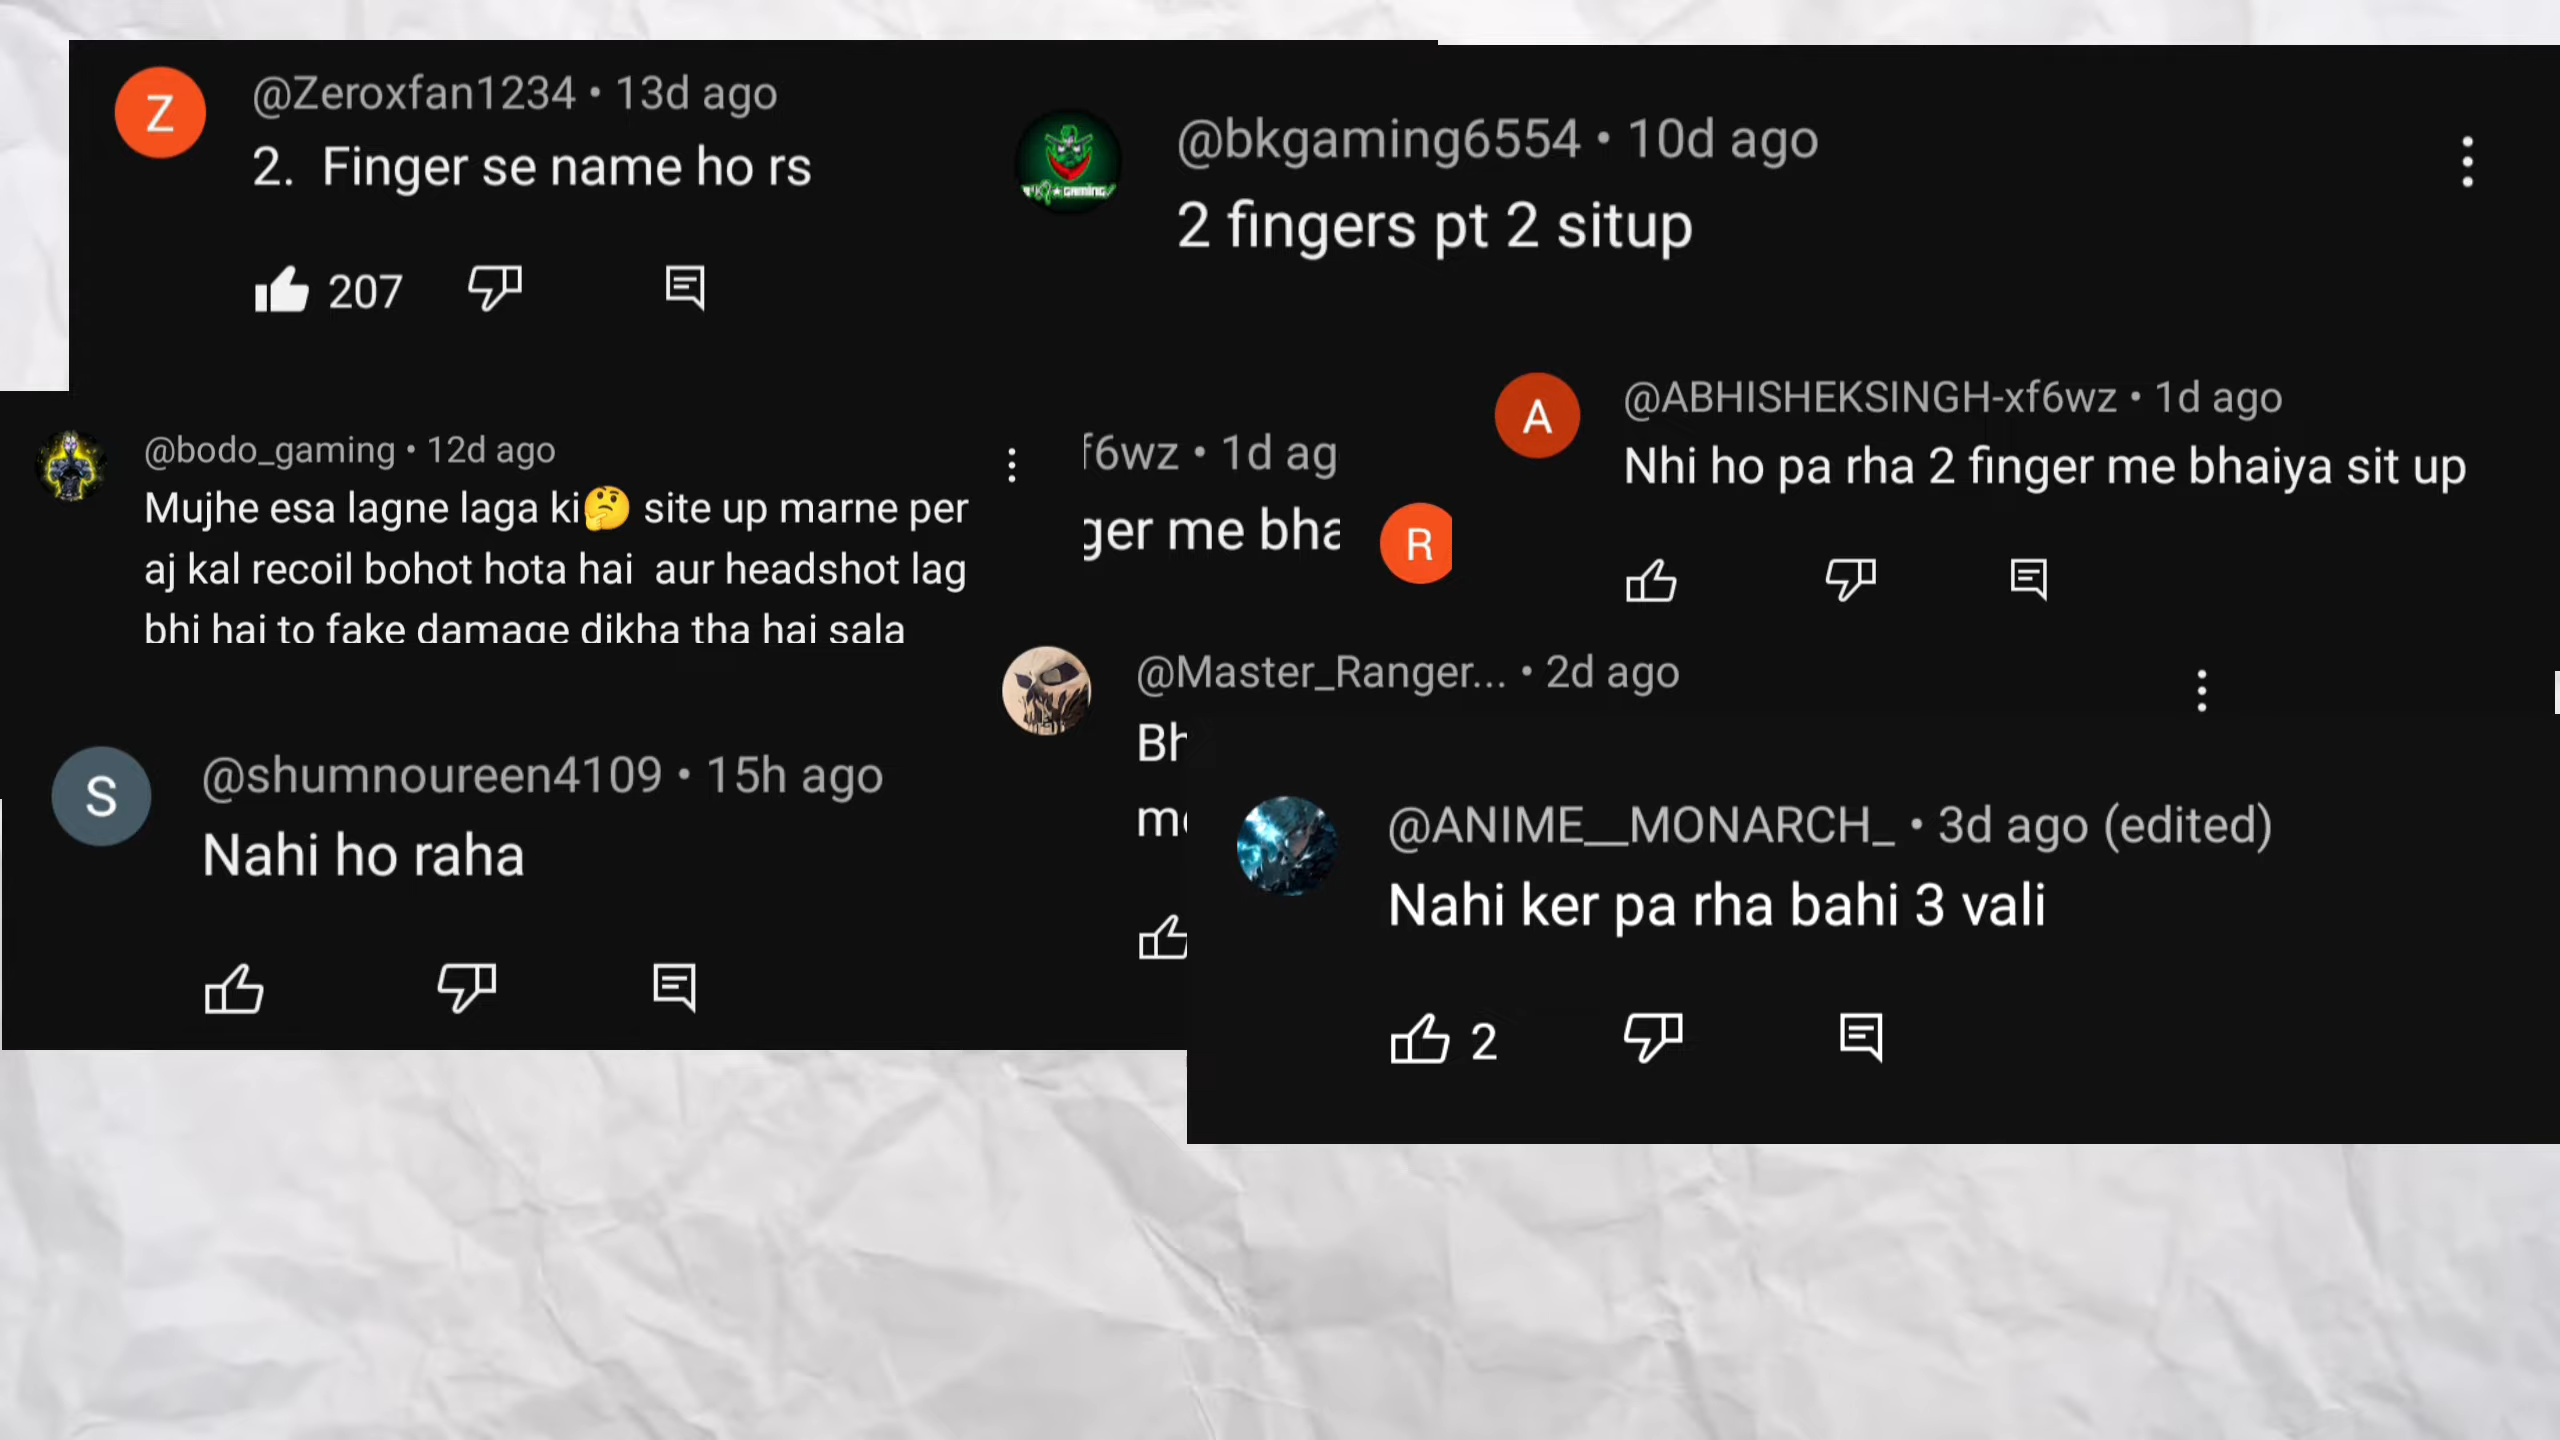 Z
@Zeroxfan1234 • 13d ago
2. Finger se name ho rs
207
@bkgaming6554 • 10d ago
2 fingers pt 2 situp
@bodo_gaming • 12d ago
Mujhe esa lagne laga ki🤔 site up marne per
aj kal recoil bohot hota hai aur headshot lag
bhi hai to fake damage dikha tha hai sala
f6wz • 1d ag
ger me bha
R
A
@ABHISHEKSINGH-xf6wz • 1d ago
Nhi ho pa rha 2 finger me bhaiya sit up
@Master_Ranger... • 2d ago
Bh
S
@shumnoureen4109 • 15h ago
Nahi ho raha
@ANIME__MONARCH_ • 3d ago (edited)
Nahi ker pa rha bahi 3 vali
2